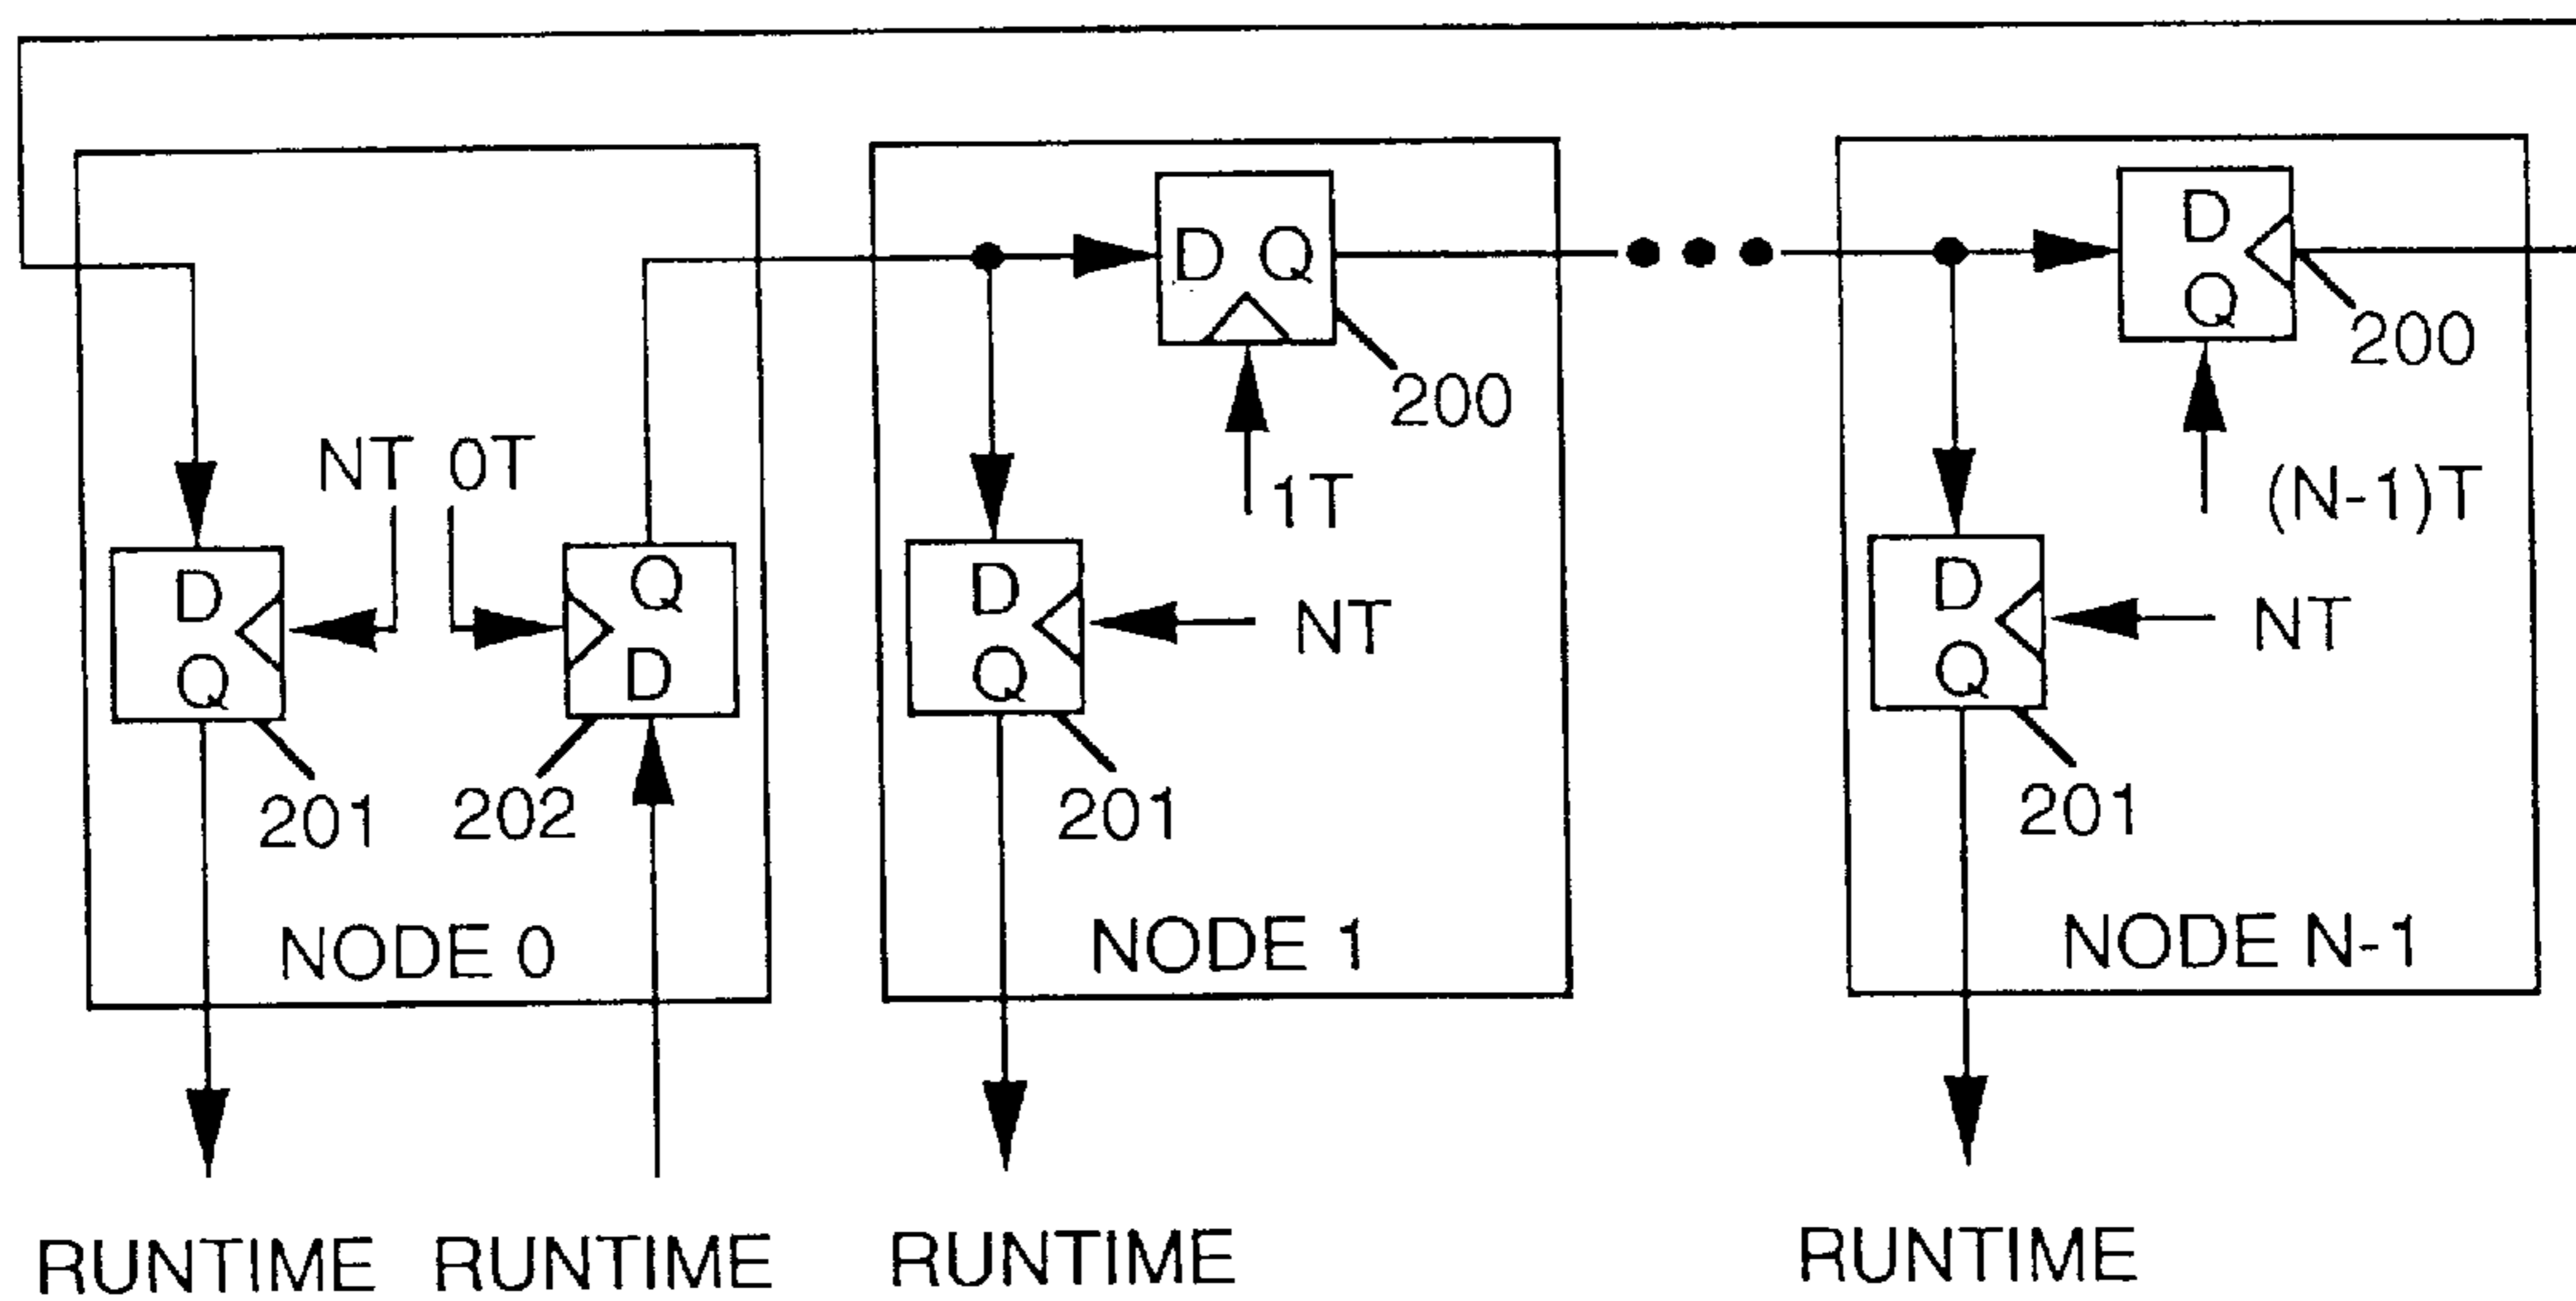 D
Q
D Q
200
200
NT 0T
1T
(N-1)T
D
Q
Q
D
D
Q
NT
D
Q
NT
201
202
201
201
NODE 0
NODE 1
NODE N-1
RUNTIME
RUNTIME
RUNTIME
RUNTIME